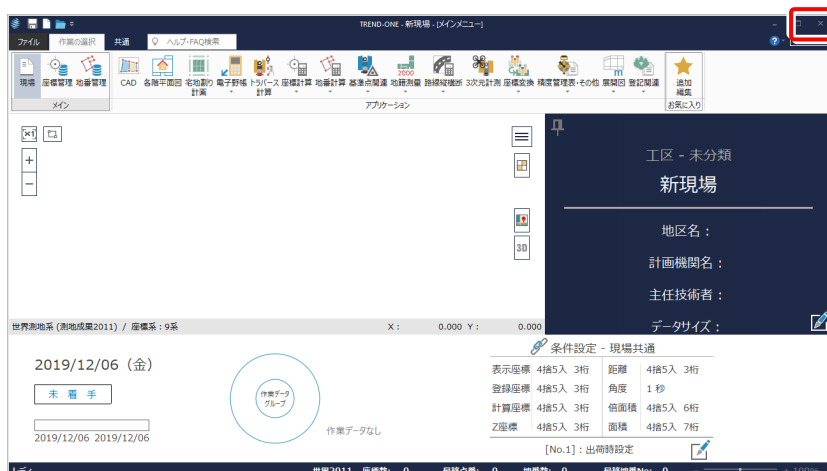 TREND-ONE - 新現場 - [メインメニュー]
ファイル 作業の選択 共通 ヘルプ・FAQ検索
現場 座標管理 地番管理 CAD 各階平面図 宅地割り計画 電子野帳 トラバース計算 座標計算 地番計算 基準点関連 地籍測量 路線縦横断 3次元計測 座標変換 精度管理表・その他 展開図 登記関連 追加編集
メイン アプリケーション お気に入り
工区 - 未分類
新現場
地区名：
計画機関名：
主任技術者：
データサイズ：
3D
世界測地系 (測地成果2011) / 座標系：9系 X： 0.000 Y： 0.000
2019/12/06（金）
未 着 手
2019/12/06 2019/12/06
作業データ
グループ
作業データなし
条件設定 - 現場共通
表示座標 4捨5入 3桁 距離 4捨5入 3桁
登録座標 4捨5入 3桁 角度 1 秒
計算座標 4捨5入 3桁 倍面積 4捨5入 6桁
Z座標 4捨5入 3桁 面積 4捨5入 7桁
[No.1]：出荷時設定